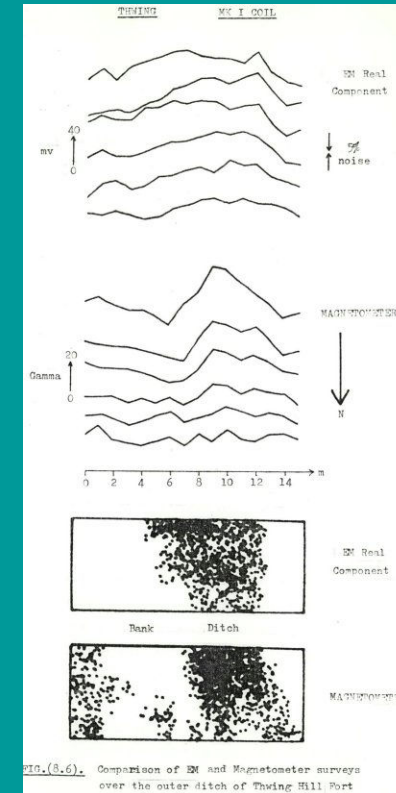 THWING MK I COIL
EM Real
Component
40
mv
0
noise
MAGNETOMETER
20
Gamma
0
N
m
0 2 4 6 8 10 12 14
EM Real
Component
Bank Ditch
MAGNETOMETE
FIG.(8.6). Comparison of EM and Magnetometer surveys
over the outer ditch of Thwing Hill Fort